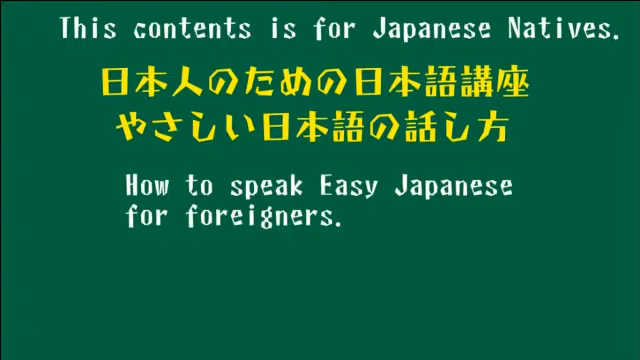 This contents is for Japanese Natives.
日本人のための日本語講座
やさしい日本語の話し方
How to speak Easy Japanese
for foreigners.